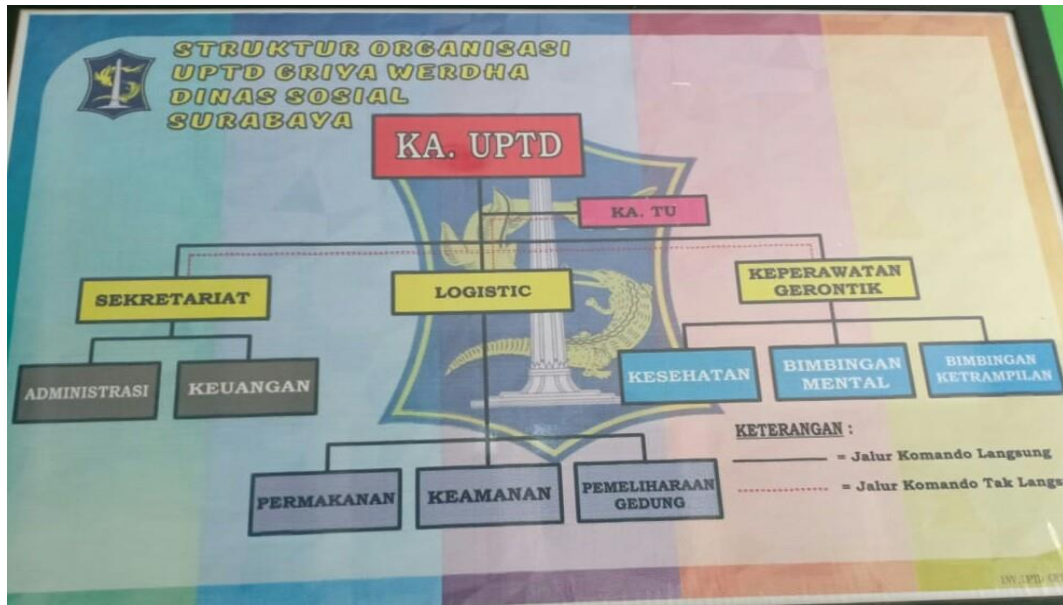 STRUKTUR ORGANISASI
UPTD GRIYA WERDHA
DINAS SOSIAL
SURABAYA
KA. UPTD
KA. TU
SEKRETARIAT
LOGISTIC
KEPERAWATAN
GERONTIK
ADMINISTRASI
KEUANGAN
KESEHATAN
BIMBINGAN
MENTAL
BIMBINGAN
KETRAMPILAN
PERMAKANAN
KEAMANAN
PEMELIHARAAN
GEDUNG
KETERANGAN :
= Jalur Komando Langsung
= Jalur Komando Tak Langs